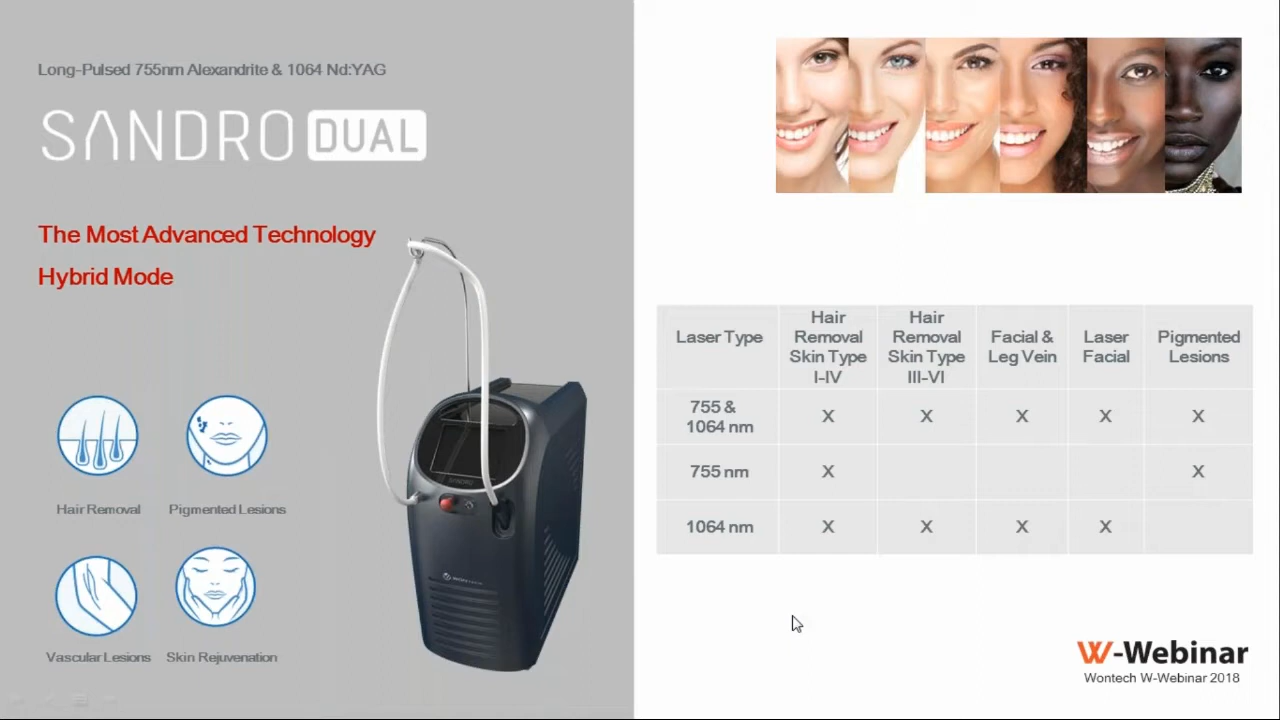 Long-Pulsed 755nm Alexandrite & 1064 Nd:YAG
SANDRO DUAL
The Most Advanced Technology
Hybrid Mode
Hair Removal
Pigmented Lesions
Vascular Lesions
Skin Rejuvenation
SANDRO
WONTECH
Laser Type
Hair
Removal
Skin Type
I-IV
Hair
Removal
Skin Type
III-VI
Facial &
Leg Vein
Laser
Facial
Pigmented
Lesions
755 &
1064 nm
X
X
X
X
X
755 nm
X
X
1064 nm
X
X
X
X
W-Webinar
Wontech W-Webinar 2018